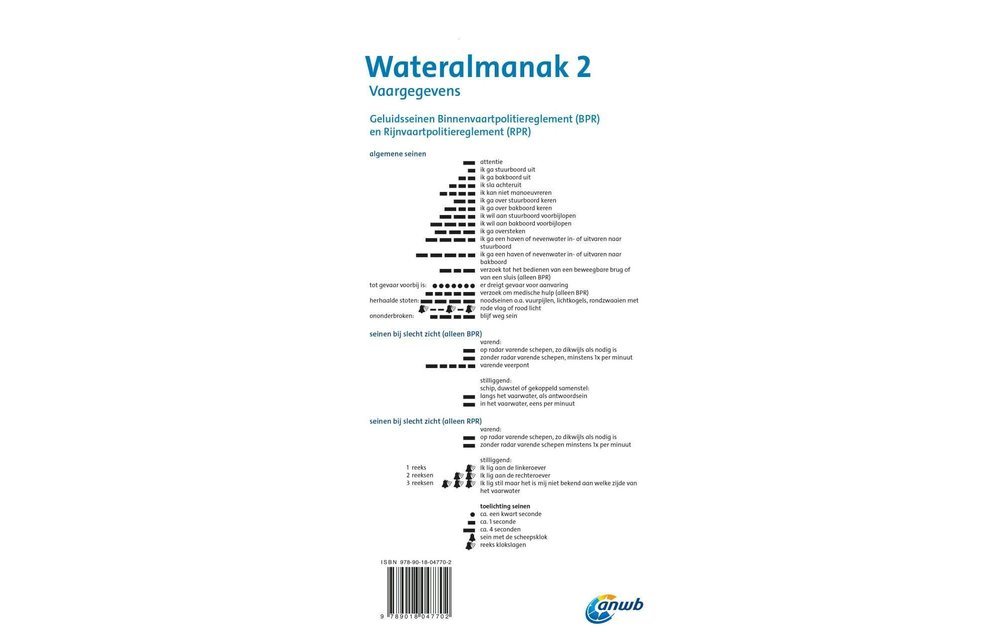 Wateralmanak 2
Vaargegevens
Geluidsseinen Binnenvaartpolitiereglement (BPR)
en Rijnvaartpolitiereglement (RPR)
algemene seinen
attentie
ik ga stuurboord uit
ik ga bakboord uit
ik sla achteruit
ik kan niet manoeuvreren
ik ga over stuurboord keren
ik ga over bakboord keren
ik wil aan stuurboord voorbijlopen
ik wil aan bakboord voorbijlopen
ik ga oversteken
ik ga een haven of nevenwater in- of uitvaren naar
stuurboord
ik ga een haven of nevenwater in- of uitvaren naar
bakboord
verzoek tot het bedienen van een beweegbare brug of
van een sluis (alleen BPR)
tot gevaar voorbij is: er dreigt gevaar voor aanvaring
verzoek om medische hulp (alleen BPR)
herhaalde stoten: noodseinen o.a. vuurpijlen, lichtkogels, rondzwaaien met
rode vlag of rood licht
ononderbroken: blijf weg sein
seinen bij slecht zicht (alleen BPR)
varend:
op radar varende schepen, zo dikwijls als nodig is
zonder radar varende schepen, minstens 1x per minuut
varende veerpont
stilliggend:
schip, duwstel of gekoppeld samenstel:
langs het vaarwater, als antwoordsein
in het vaarwater, eens per minuut
seinen bij slecht zicht (alleen RPR)
varend:
op radar varende schepen, zo dikwijls als nodig is
zonder radar varende schepen minstens 1x per minuut
stilliggend:
1 reeks ik lig aan de linkeroever
2 reeksen ik lig aan de rechteroever
3 reeksen ik lig stil maar het is mij niet bekend aan welke zijde van
het vaarwater
toelichting seinen
ca. een kwart seconde
ca. 1 seconde
ca. 4 seconden
sein met de scheepsklok
reeks klokslagen
ISBN 978-90-18-04770-2
9 789018 047702
anwb